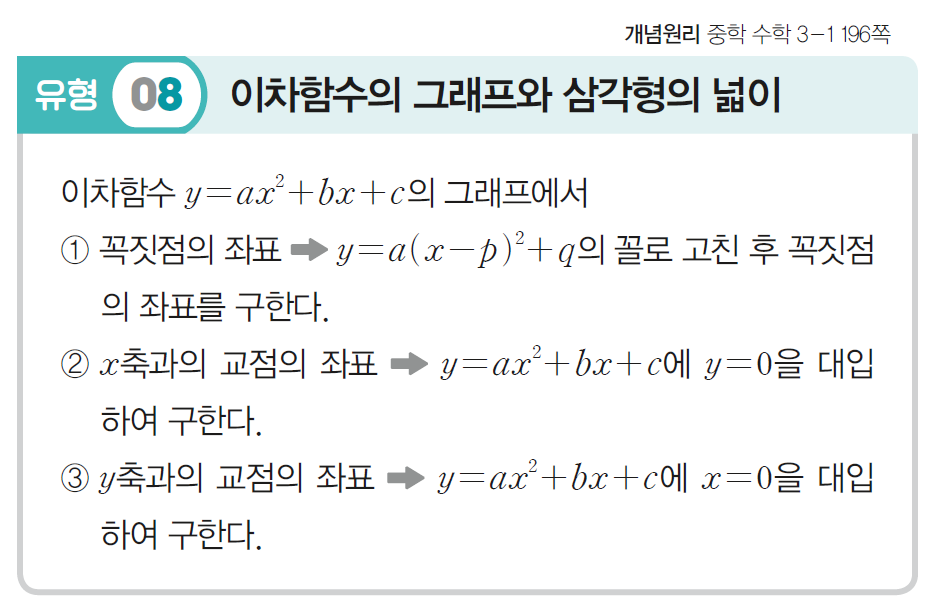 개념원리 중학 수학 3-1 196쪽
유형 08 이차함수의 그래프와 삼각형의 넓이
이차함수 y=ax²+bx+c의 그래프에서
① 꼭짓점의 좌표 ➡ y=a(x-p)²+q의 꼴로 고친 후 꼭짓점
의 좌표를 구한다.
② x축과의 교점의 좌표 ➡ y=ax²+bx+c에 y=0을 대입
하여 구한다.
③ y축과의 교점의 좌표 ➡ y=ax²+bx+c에 x=0을 대입
하여 구한다.